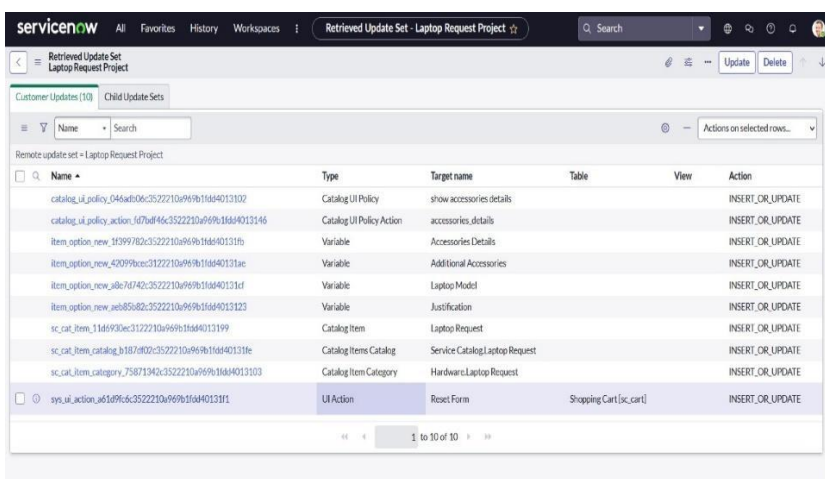 servicenow All Favorites History Workspaces Retrieved Update Set - Laptop Request Project Search
Retrieved Update Set
Laptop Request Project
Update Delete
Customer Updates (10) Child Update Sets
Name Search Actions on selected rows...
Remote update set = Laptop Request Project
Name Type Target name Table View Action
catalog_ui_policy_046adb06c3522210a969b1fdd4013102 Catalog UI Policy show accessories details INSERT_OR_UPDATE
catalog_ui_policy_action_fd7bdf46c3522210a969b1fdd4013146 Catalog UI Policy Action accessories_details INSERT_OR_UPDATE
item_option_new_1f399782c3522210a969b1fdd40131fb Variable Accessories Details INSERT_OR_UPDATE
item_option_new_42099bcec3122210a969b1fdd40131ae Variable Additional Accessories INSERT_OR_UPDATE
item_option_new_a8e7d742c3522210a969b1fdd40131cf Variable Laptop Model INSERT_OR_UPDATE
item_option_new_aeb85b82c3522210a969b1fdd4013123 Variable Justification INSERT_OR_UPDATE
sc_cat_item_11d6930ec3122210a969b1fdd4013199 Catalog Item Laptop Request INSERT_OR_UPDATE
sc_cat_item_catalog_b187df02c3522210a969b1fdd40131fe Catalog Items Catalog Service Catalog.Laptop Request INSERT_OR_UPDATE
sc_cat_item_category_75871342c3522210a969b1fdd4013103 Catalog Item Category Hardware.Laptop Request INSERT_OR_UPDATE
sys_ui_action_a61d9fc6c3522210a969b1fdd40131f1 UI Action Reset Form Shopping Cart [sc_cart] INSERT_OR_UPDATE
1 to 10 of 10